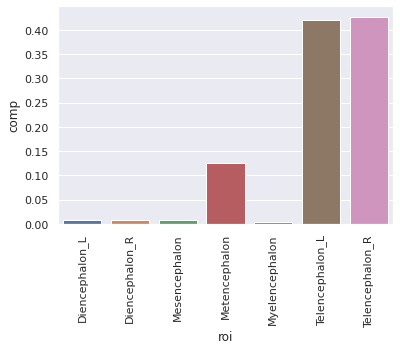 0.40
0.35
0.30
0.25
0.20
0.15
0.10
0.05
0.00
comp
Diencephalon_L
Diencephalon_R
Mesencephalon
Metencephalon
Myelencephalon
Telencephalon_L
Telencephalon_R
roi